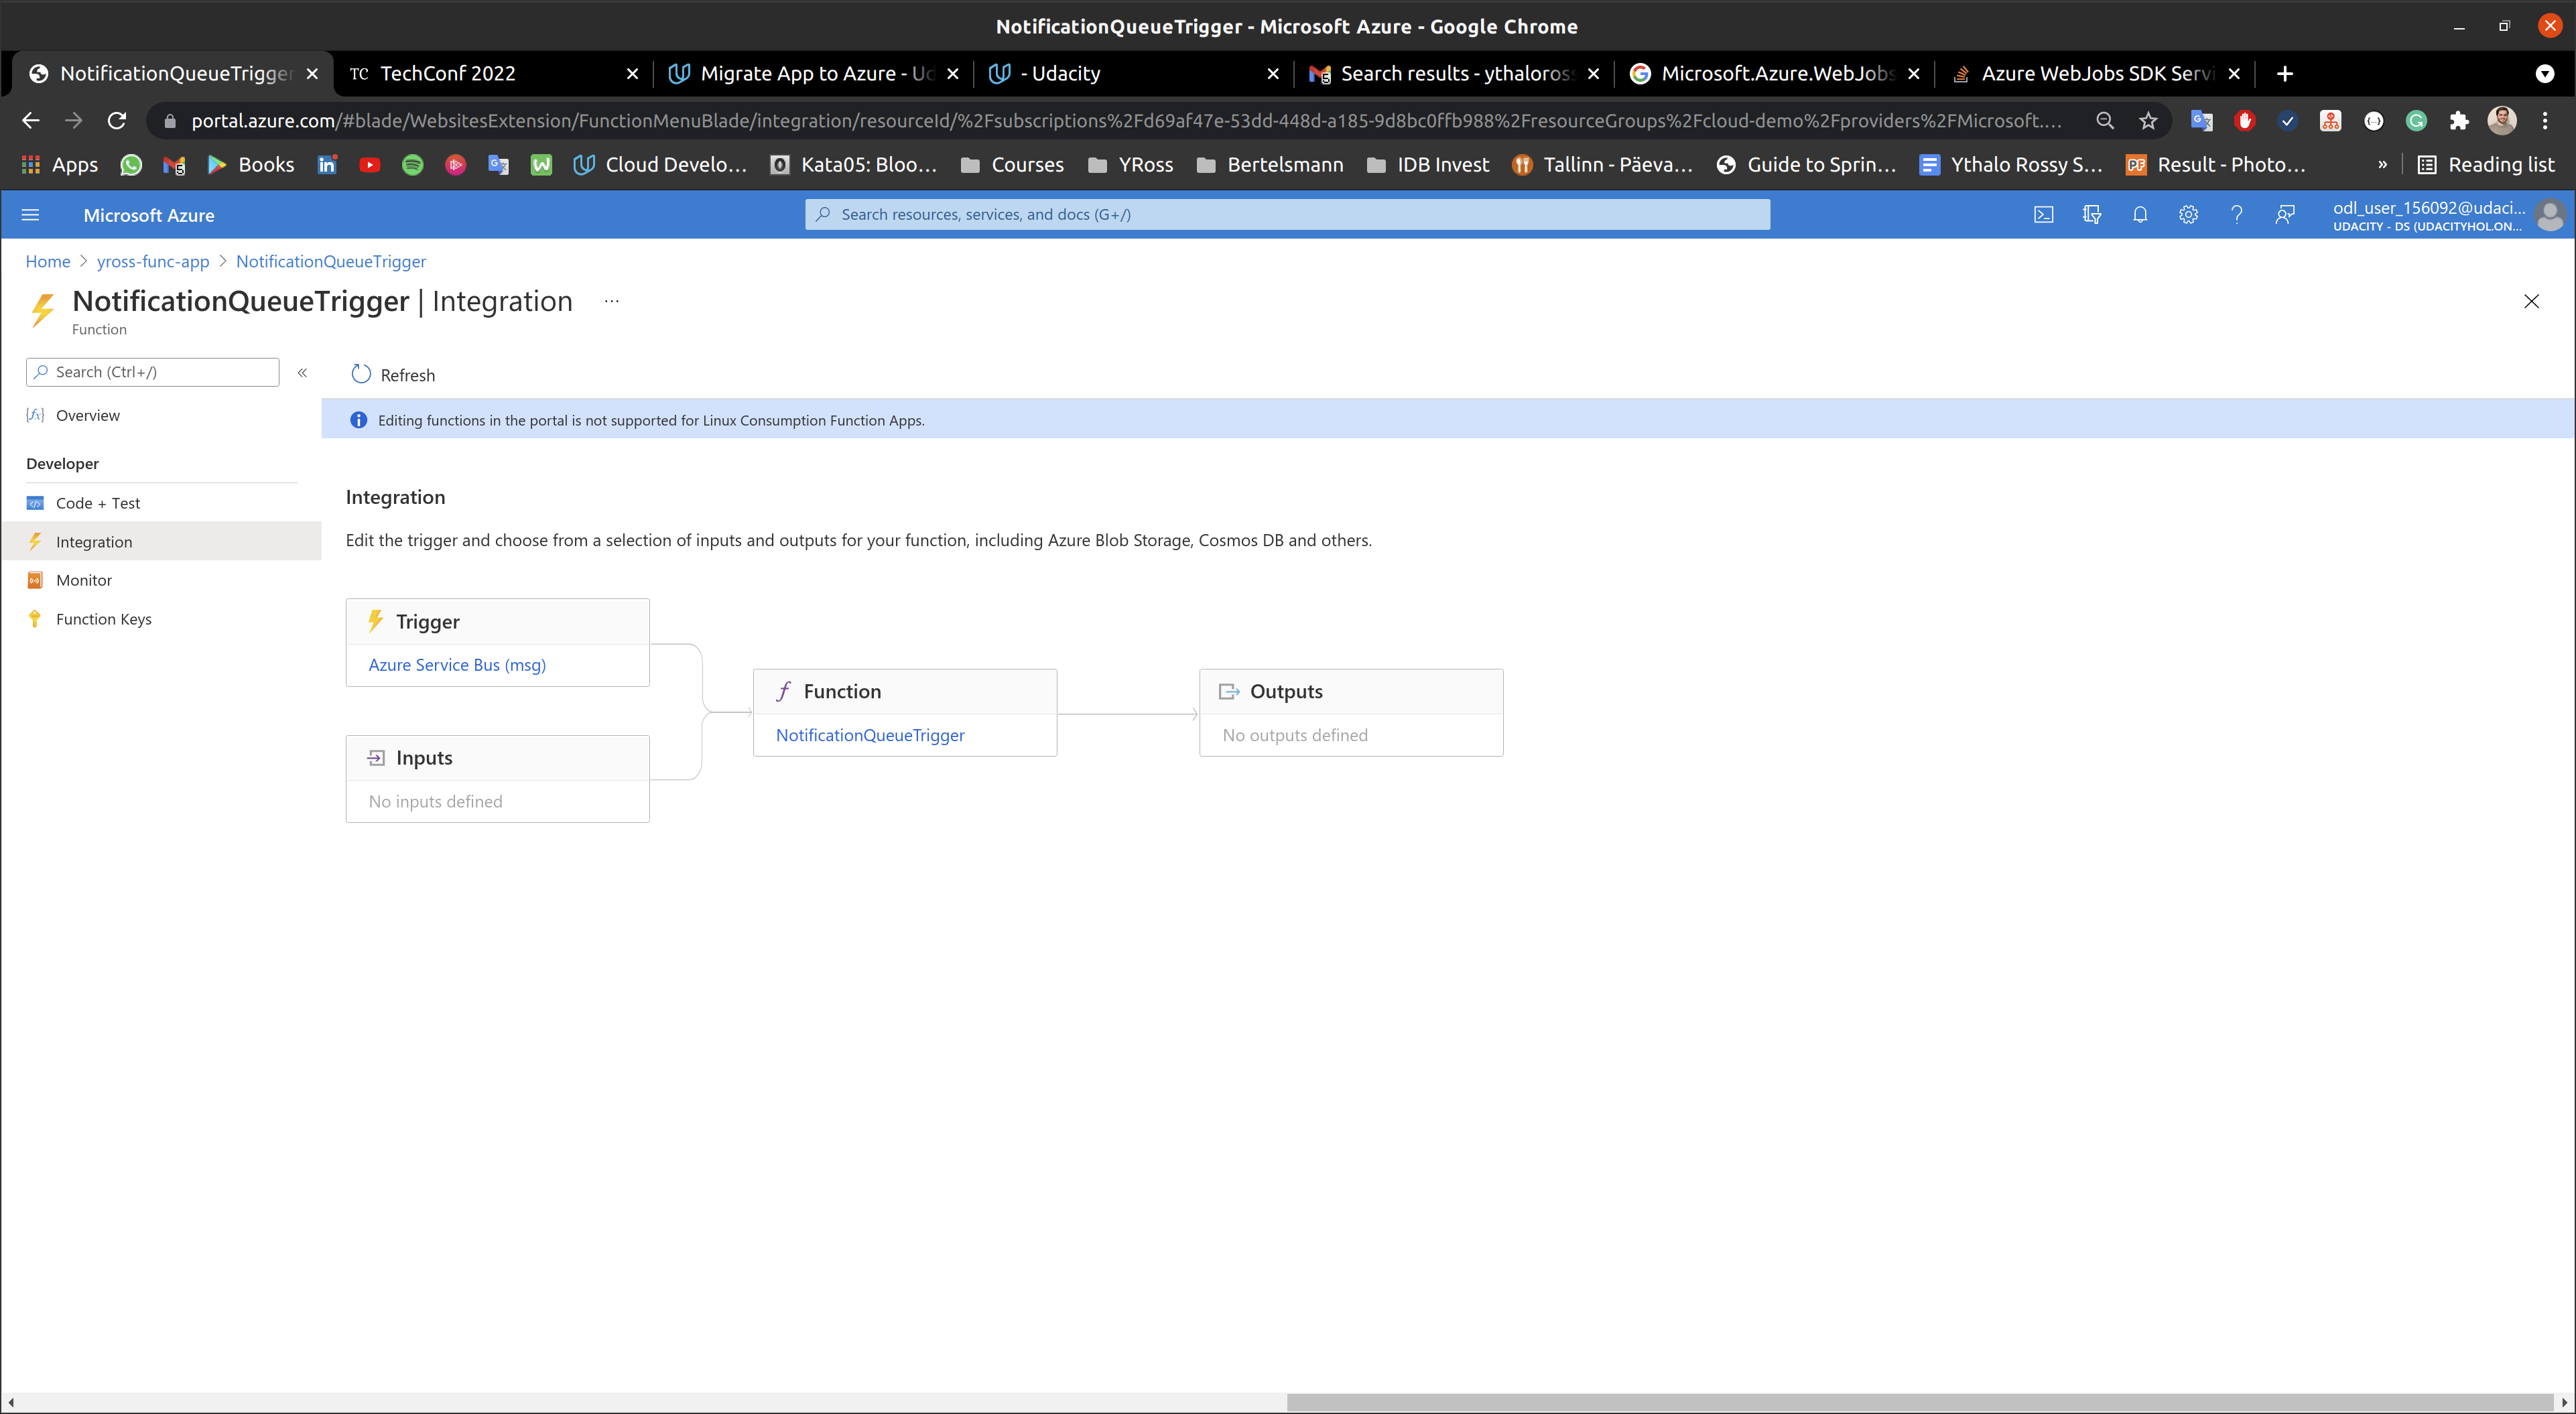 NotificationQueueTrigger - Microsoft Azure - Google Chrome
NotificationQueueTrigger
TC TechConf 2022
Migrate App to Azure - Ud
- Udacity
Search results - ythaloross
Microsoft.Azure.WebJobs
Azure WebJobs SDK Servi
portal.azure.com/#blade/WebsitesExtension/FunctionMenuBlade/integration/resourceId/%2Fsubscriptions%2Fd69af47e-53dd-448d-a185-9d8bc0ffb988%2FresourceGroups%2Fcloud-demo%2Fproviders%2FMicrosoft....
Apps
Books
Cloud Develo...
Kata05: Bloo...
Courses
YRoss
Bertelsmann
IDB Invest
Tallinn - Päeva...
Guide to Sprin...
Ythalo Rossy S...
Result - Photo...
»
Reading list
Microsoft Azure
Search resources, services, and docs (G+/)
odl_user_156092@udaci...
UDACITY - DS (UDACITYHOL.ON...
Home > yross-func-app > NotificationQueueTrigger
NotificationQueueTrigger | Integration ...
Function
Search (Ctrl+/)
«
Refresh
Overview
Editing functions in the portal is not supported for Linux Consumption Function Apps.
Developer
Code + Test
Integration
Monitor
Function Keys
Integration
Edit the trigger and choose from a selection of inputs and outputs for your function, including Azure Blob Storage, Cosmos DB and others.
Trigger
Azure Service Bus (msg)
Inputs
No inputs defined
Function
NotificationQueueTrigger
Outputs
No outputs defined